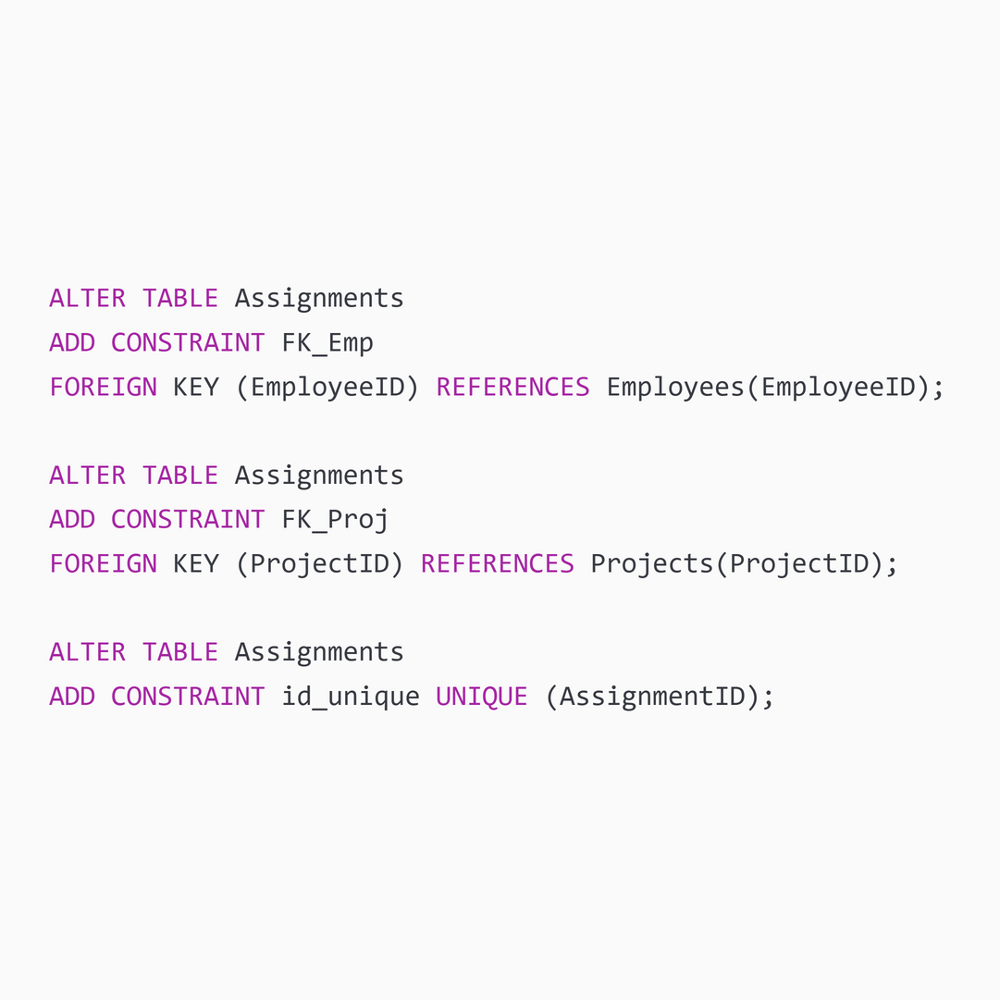 ALTER TABLE Assignments
ADD CONSTRAINT FK_Emp
FOREIGN KEY (EmployeeID) REFERENCES Employees(EmployeeID);
ALTER TABLE Assignments
ADD CONSTRAINT FK_Proj
FOREIGN KEY (ProjectID) REFERENCES Projects(ProjectID);
ALTER TABLE Assignments
ADD CONSTRAINT id_unique UNIQUE (AssignmentID);